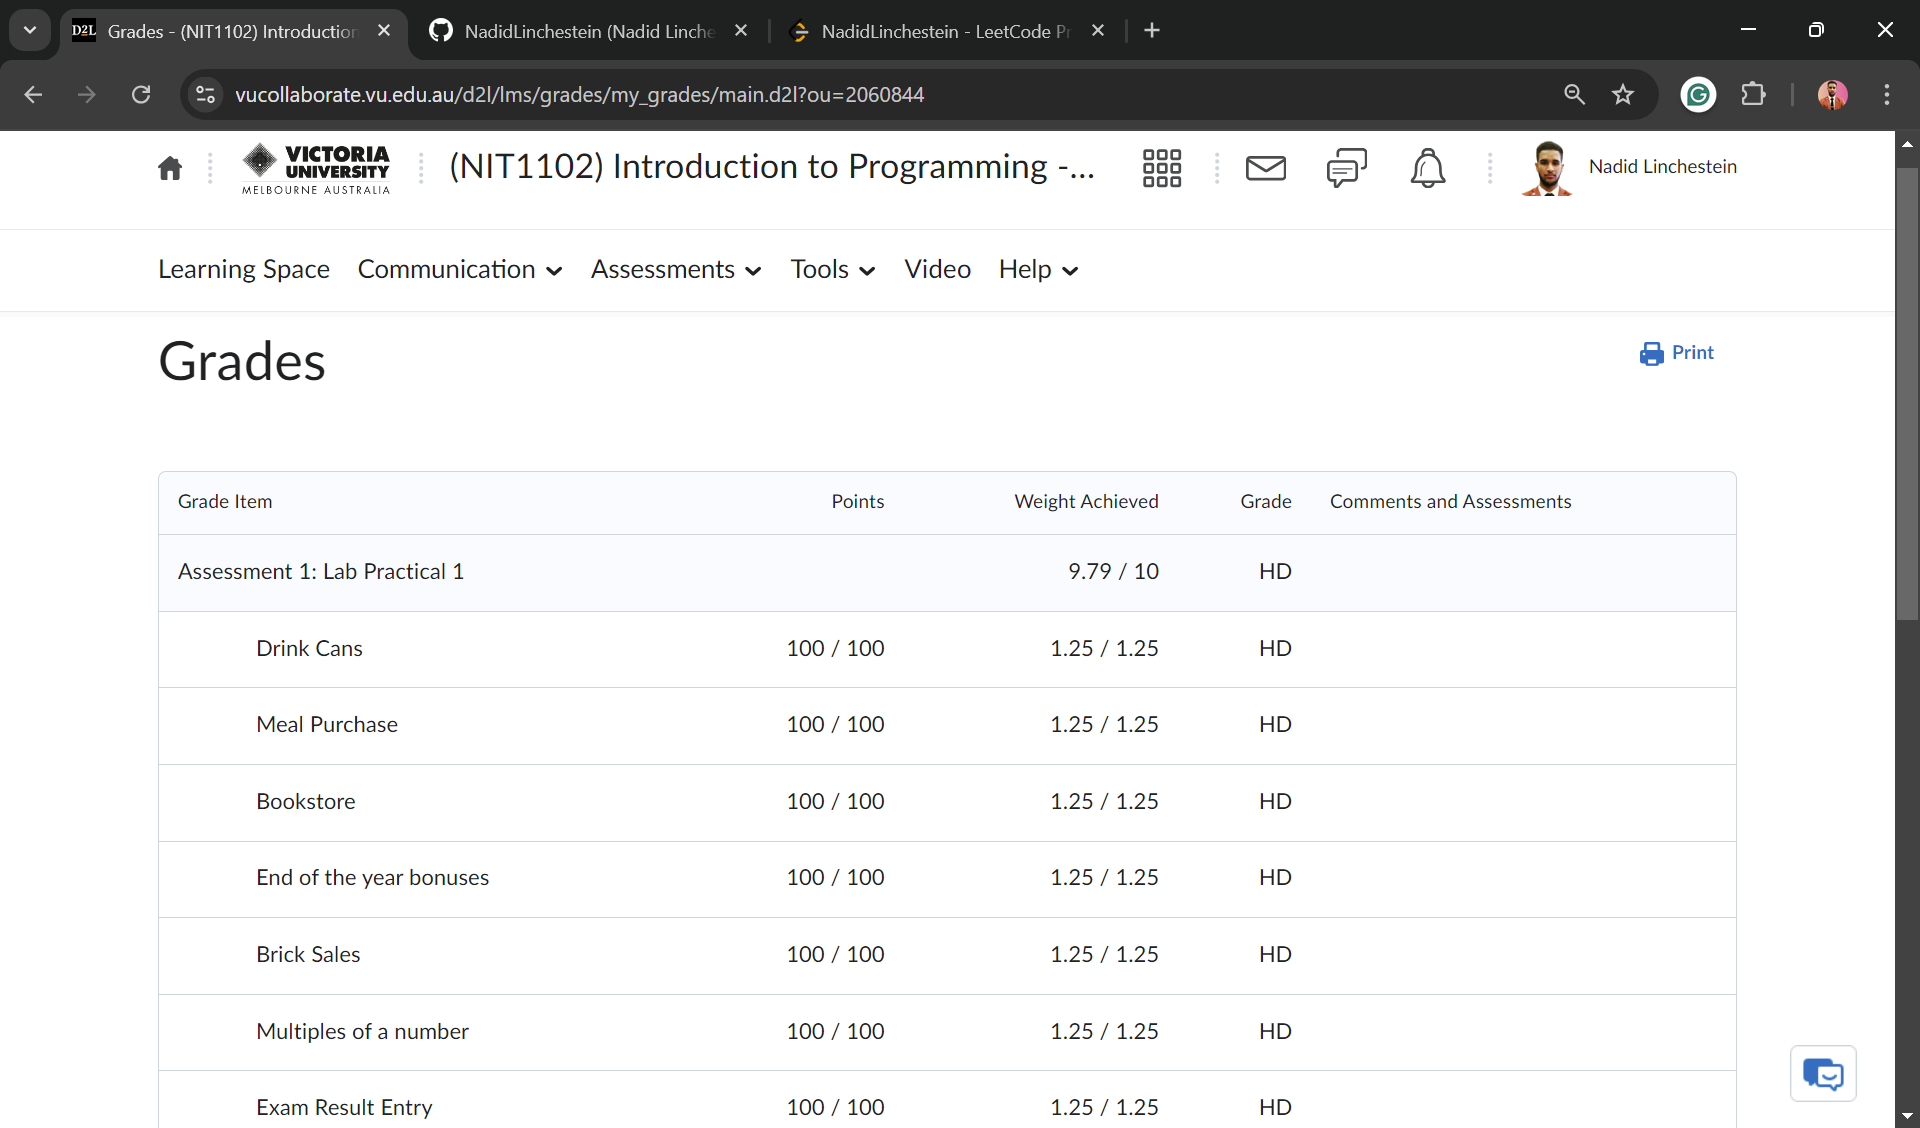 D2L Grades - (NIT1102) Introduction
NadidLinchestein (Nadid Linche
NadidLinchestein - LeetCode Pr
vucollaborate.vu.edu.au/d2l/lms/grades/my_grades/main.d2l?ou=2060844
VICTORIA
UNIVERSITY
MELBOURNE AUSTRALIA
(NIT1102) Introduction to Programming -...
Nadid Linchestein
Learning Space Communication Assessments Tools Video Help
Grades
Print
Grade Item Points Weight Achieved Grade Comments and Assessments
Assessment 1: Lab Practical 1 9.79 / 10 HD
Drink Cans 100 / 100 1.25 / 1.25 HD
Meal Purchase 100 / 100 1.25 / 1.25 HD
Bookstore 100 / 100 1.25 / 1.25 HD
End of the year bonuses 100 / 100 1.25 / 1.25 HD
Brick Sales 100 / 100 1.25 / 1.25 HD
Multiples of a number 100 / 100 1.25 / 1.25 HD
Exam Result Entry 100 / 100 1.25 / 1.25 HD